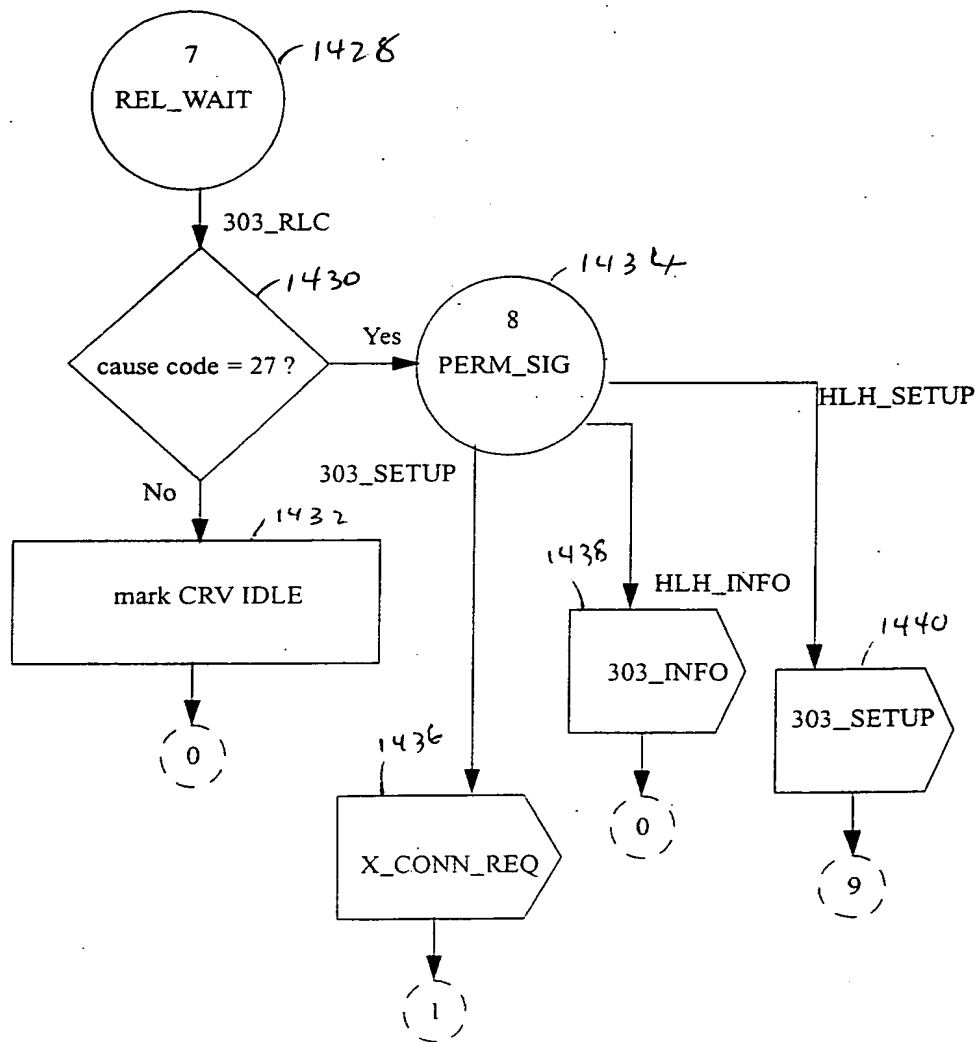 7
REL_WAIT
1428
303_RLC
1430
cause code = 27 ?
Yes
1434
8
PERM_SIG
No
1432
mark CRV IDLE
0
303_SETUP
1436
X_CONN_REQ
1
HLH_INFO
1438
303_INFO
0
HLH_SETUP
1440
303_SETUP
9